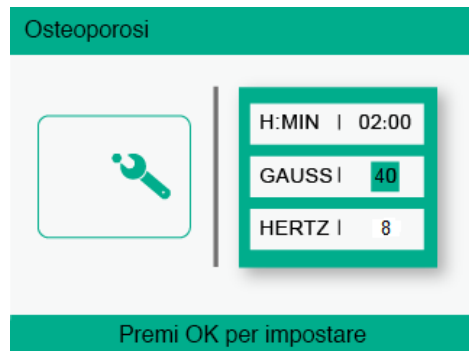 Osteoporosi
H:MIN | 02:00
GAUSS | 40
HERTZ | 8
Premi OK per impostare